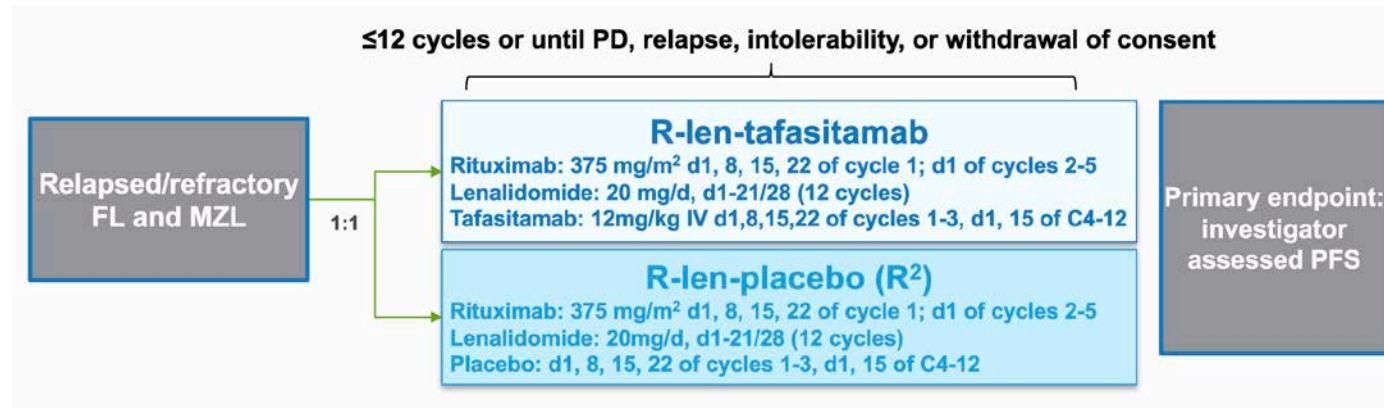 ≤12 cycles or until PD, relapse, intolerability, or withdrawal of consent
Relapsed/refractory
FL and MZL
1:1
R-len-tafasitamab
Rituximab: 375 mg/m² d1, 8, 15, 22 of cycle 1; d1 of cycles 2-5
Lenalidomide: 20 mg/d, d1-21/28 (12 cycles)
Tafasitamab: 12mg/kg IV d1,8,15,22 of cycles 1-3, d1, 15 of C4-12
R-len-placebo (R²)
Rituximab: 375 mg/m² d1, 8, 15, 22 of cycle 1; d1 of cycles 2-5
Lenalidomide: 20mg/d, d1-21/28 (12 cycles)
Placebo: d1, 8, 15, 22 of cycles 1-3, d1, 15 of C4-12
Primary endpoint:
investigator
assessed PFS